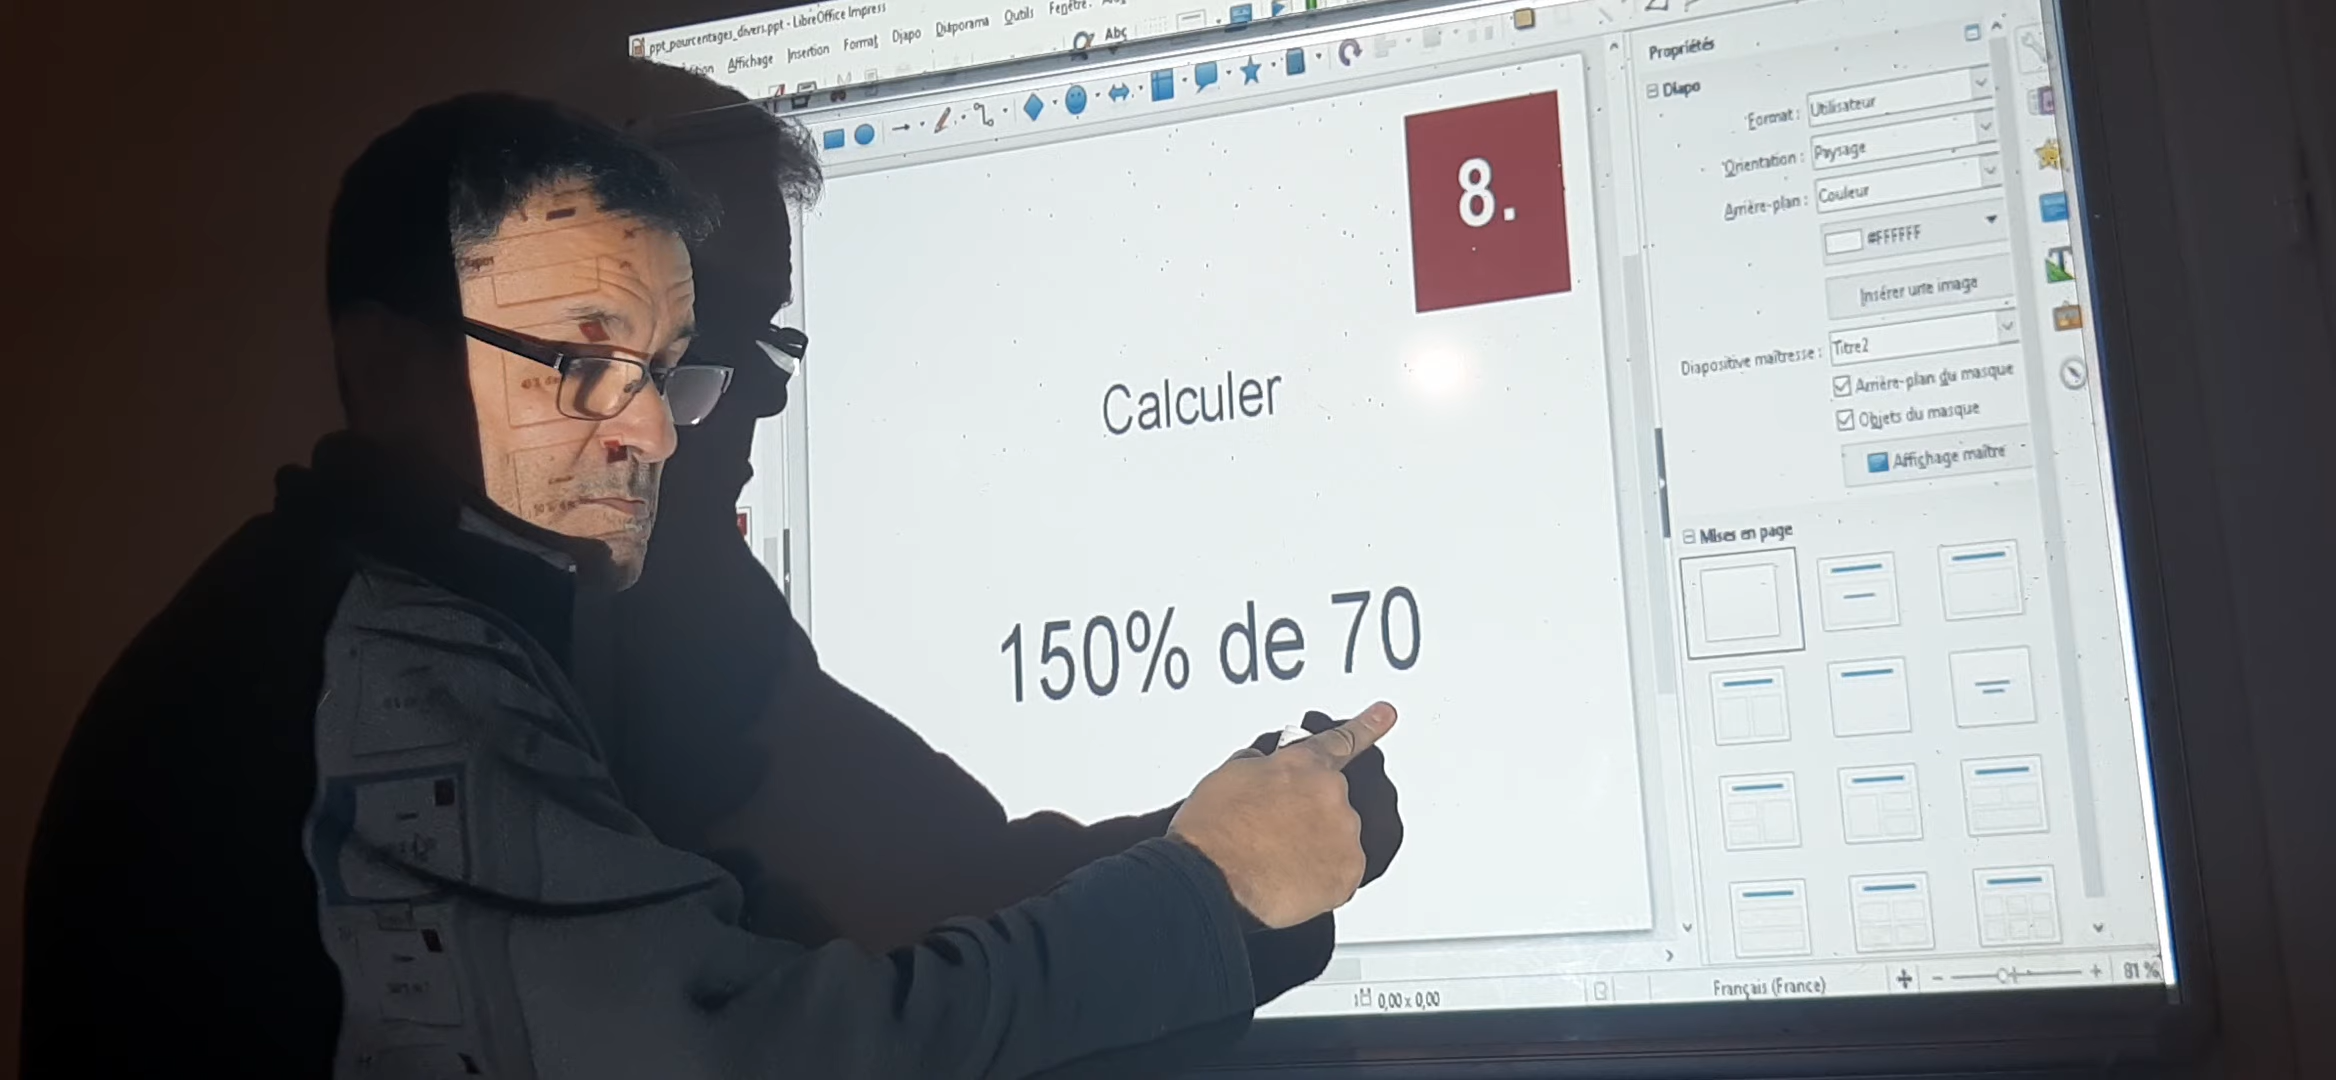 ppt_pourcentages_divers.ppt - LibreOffice Impress
Affichage Insertion Format Diapo Diaporama Outils Fenêtre
Abç
8.
Calculer
150% de 70
Propriétés
Diapo
Format : Utilisateur
Orientation : Paysage
Arrière-plan : Couleur
#FFFFFF
Insérer une image
Diapositive maîtresse : Titre2
Arrière-plan du masque
Objets du masque
Affichage maître
Mises en page
0,00 x 0,00
Français (France)
81 %